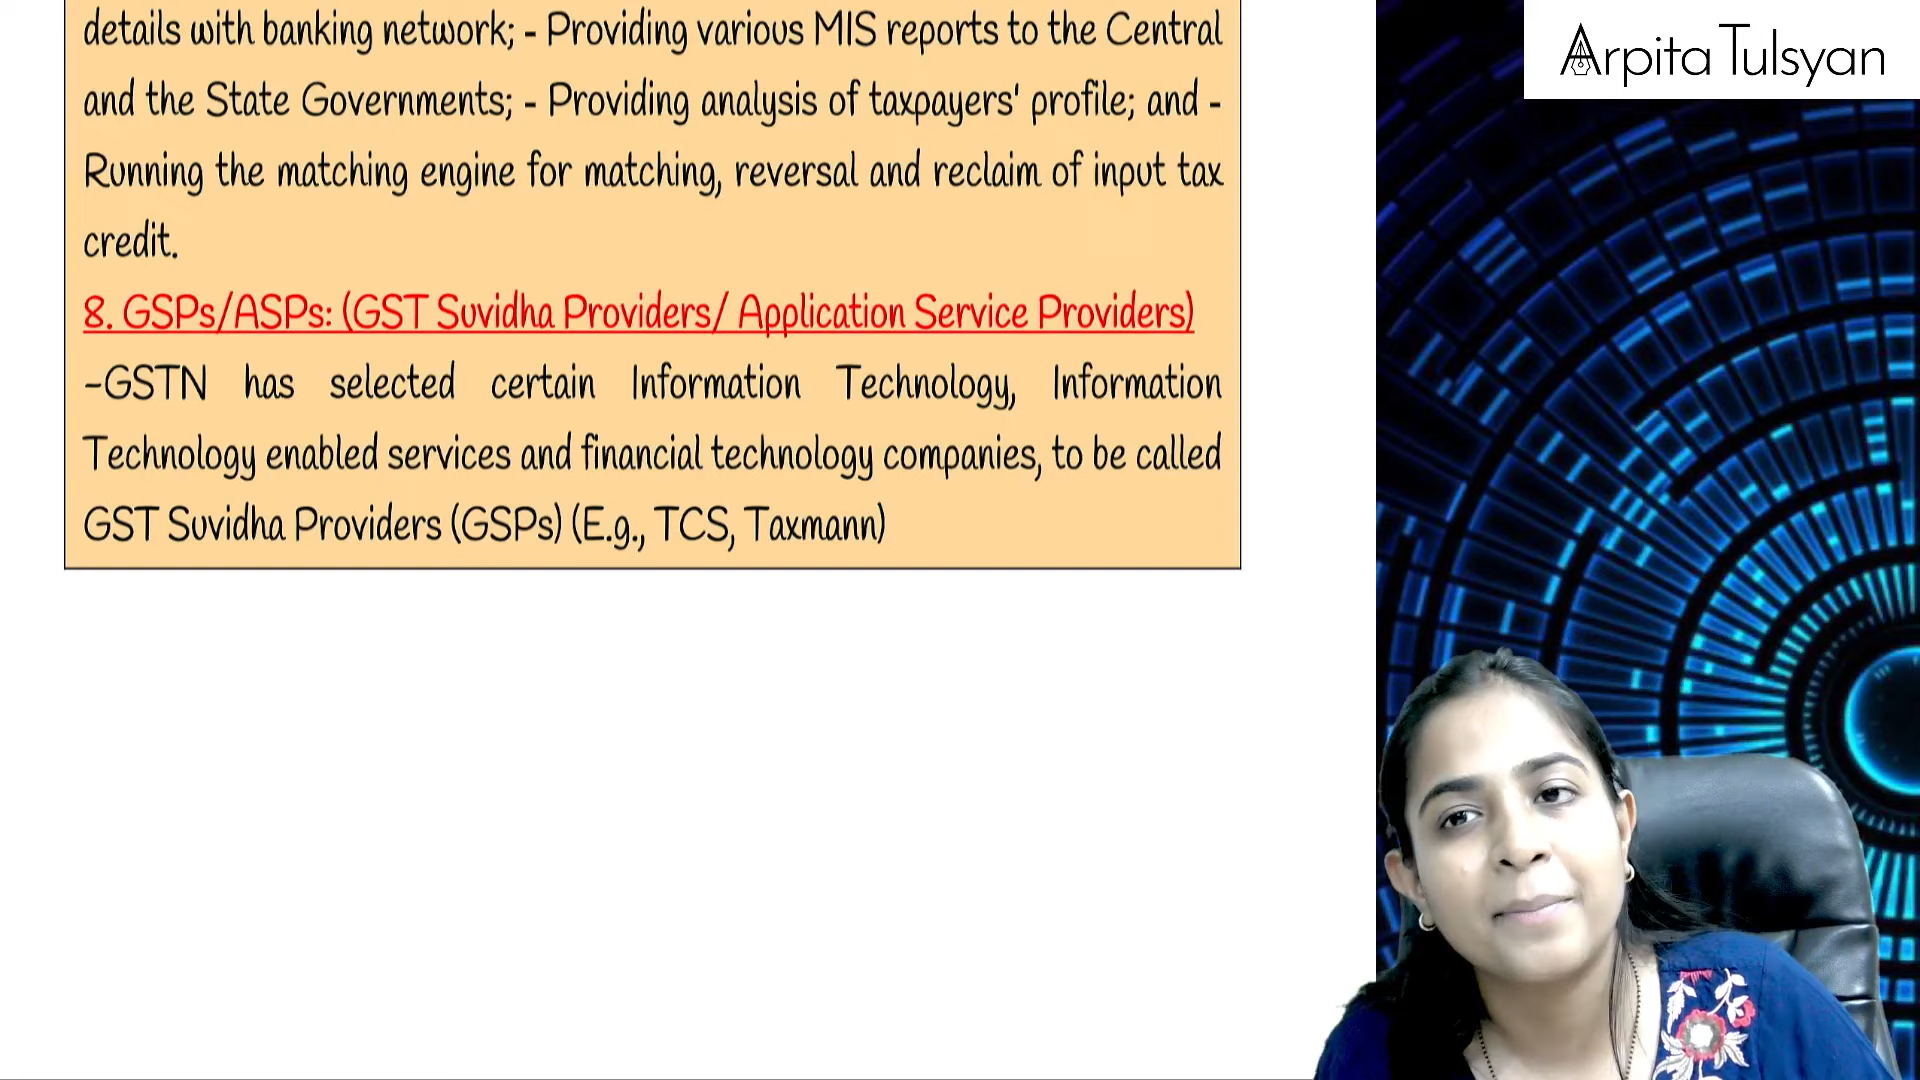 details with banking network; - Providing various MIS reports to the Central
and the State Governments; - Providing analysis of taxpayers' profile; and -
Running the matching engine for matching, reversal and reclaim of input tax
credit.
8. GSPs/ASPs: (GST Suvidha Providers/ Application Service Providers)
-GSTN has selected certain Information Technology, Information
Technology enabled services and financial technology companies, to be called
GST Suvidha Providers (GSPs) (E.g., TCS, Taxmann)
Arpita Tulsyan